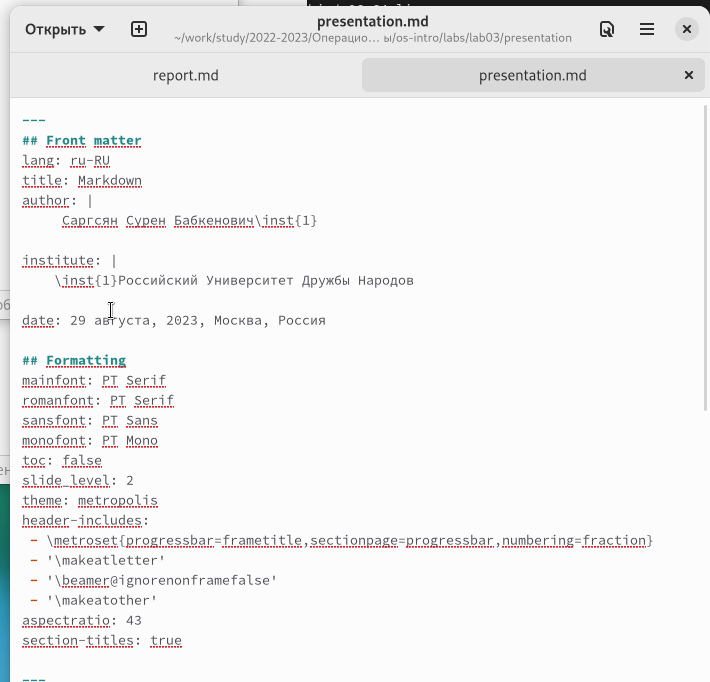 Открыть
presentation.md
~/work/study/2022-2023/Операцио... ы/os-intro/labs/lab03/presentation
report.md
presentation.md
---
## Front matter
lang: ru-RU
title: Markdown
author: |
Саргсян Сурен Бабкенович\inst{1}
institute: |
\inst{1}Российский Университет Дружбы Народов
date: 29 августа, 2023, Москва, Россия
## Formatting
mainfont: PT Serif
romanfont: PT Serif
sansfont: PT Sans
monofont: PT Mono
toc: false
slide_level: 2
theme: metropolis
header-includes:
- \metroset{progressbar=frametitle,sectionpage=progressbar,numbering=fraction}
- '\makeatletter'
- '\beamer@ignorenonframefalse'
- '\makeatother'
aspectratio: 43
section-titles: true
---